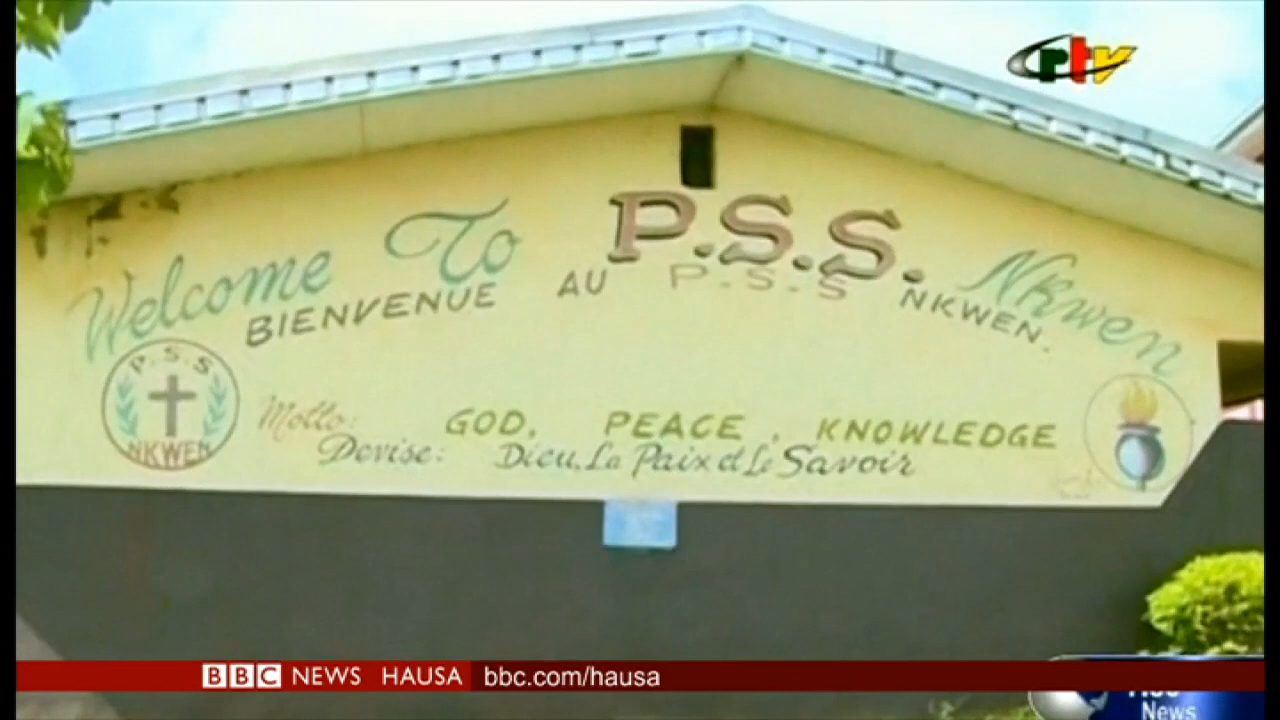 CRTV
Welcome To P.S.S. Nkwen
BIENVENUE AU P.S.S NKWEN.
P.S.S
NKWEN
Motto: GOD, PEACE, KNOWLEDGE
Devise: Dieu, La Paix et Le Savoir
BBC NEWS HAUSA bbc.com/hausa
News